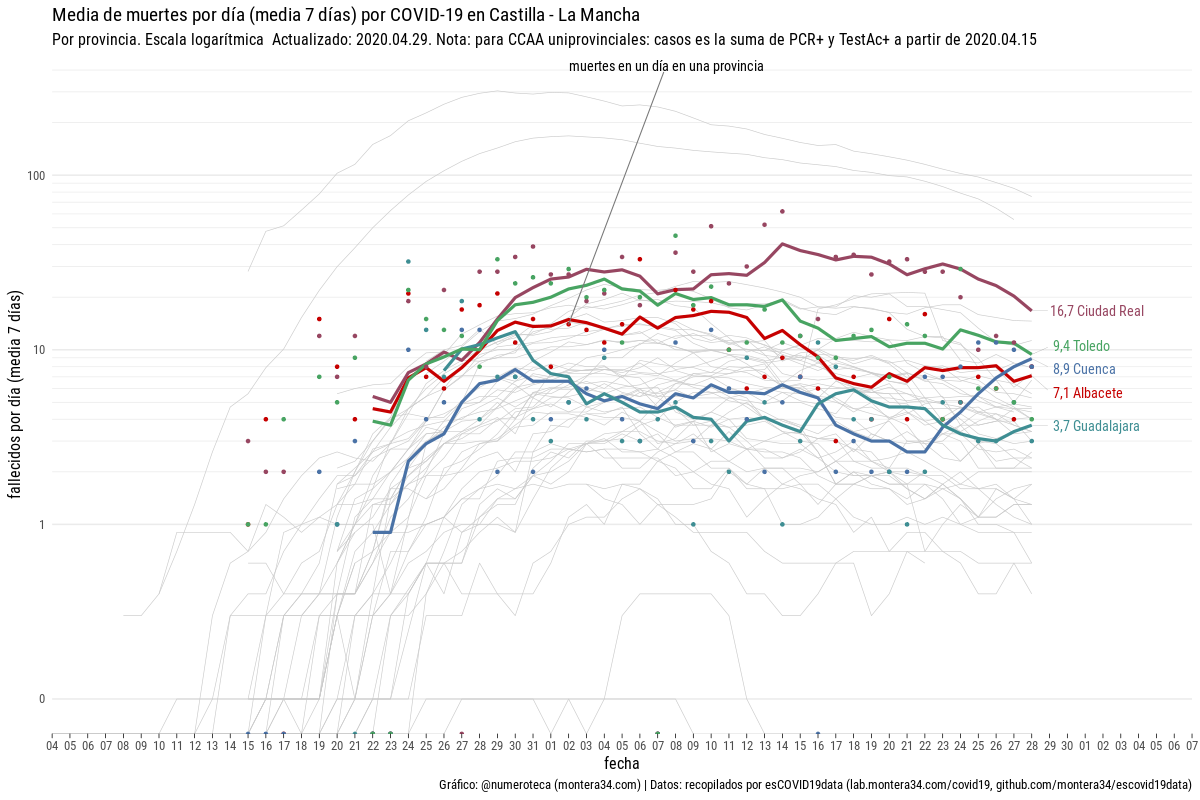 Media de muertes por día (media 7 días) por COVID-19 en Castilla - La Mancha
Por provincia. Escala logarítmica  Actualizado: 2020.04.29. Nota: para CCAA uniprovinciales: casos es la suma de PCR+ y TestAc+ a partir de 2020.04.15
muertes en un día en una provincia
fallecidos por día (media  7 días)
100
10
1
0
16,7 Ciudad Real
9,4 Toledo
8,9 Cuenca
7,1 Albacete
3,7 Guadalajara
04 05 06 07 08 09 10 11 12 13 14 15 16 17 18 19 20 21 22 23 24 25 26 27 28 29 30 31 01 02 03 04 05 06 07 08 09 10 11 12 13 14 15 16 17 18 19 20 21 22 23 24 25 26 27 28 29 30 01 02 03 04 05 06 07
fecha
Gráfico: @numeroteca (montera34.com) | Datos: recopilados por esCOVID19data (lab.montera34.com/covid19, github.com/montera34/escovid19data)